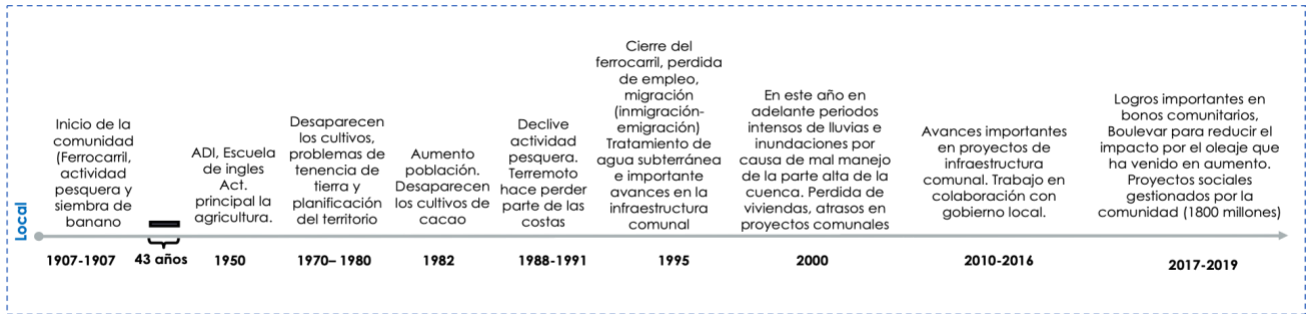 Inicio de la
comunidad
(Ferrocarril,
actividad
pesquera y
siembra de
banano
ADI, Escuela
de ingles
Act.
principal la
agricultura.
Desaparecen
los cultivos,
problemas de
tenencia de
tierra y
planificación
del territorio
Aumento
población.
Desaparecen
los cultivos de
cacao
Declive
actividad
pesquera.
Terremoto
hace perder
parte de las
costas
Cierre del
ferrocarril, perdida
de empleo,
migración
(inmigración-
emigración)
Tratamiento de
agua subterránea
e importante
avances en la
infraestructura
comunal
En este año en
adelante periodos
intensos de lluvias e
inundaciones por
causa de mal manejo
de la parte alta de la
cuenca. Perdida de
viviendas, atrasos en
proyectos comunales
Avances importantes
en proyectos de
infraestructura
comunal. Trabajo en
colaboración con
gobierno local.
Logros importantes en
bonos comunitarios,
Boulevar para reducir el
impacto por el oleaje que
ha venido en aumento.
Proyectos sociales
gestionados por la
comunidad (1800 millones)
Local
1907-1907
43 años
1950
1970– 1980
1982
1988-1991
1995
2000
2010-2016
2017-2019